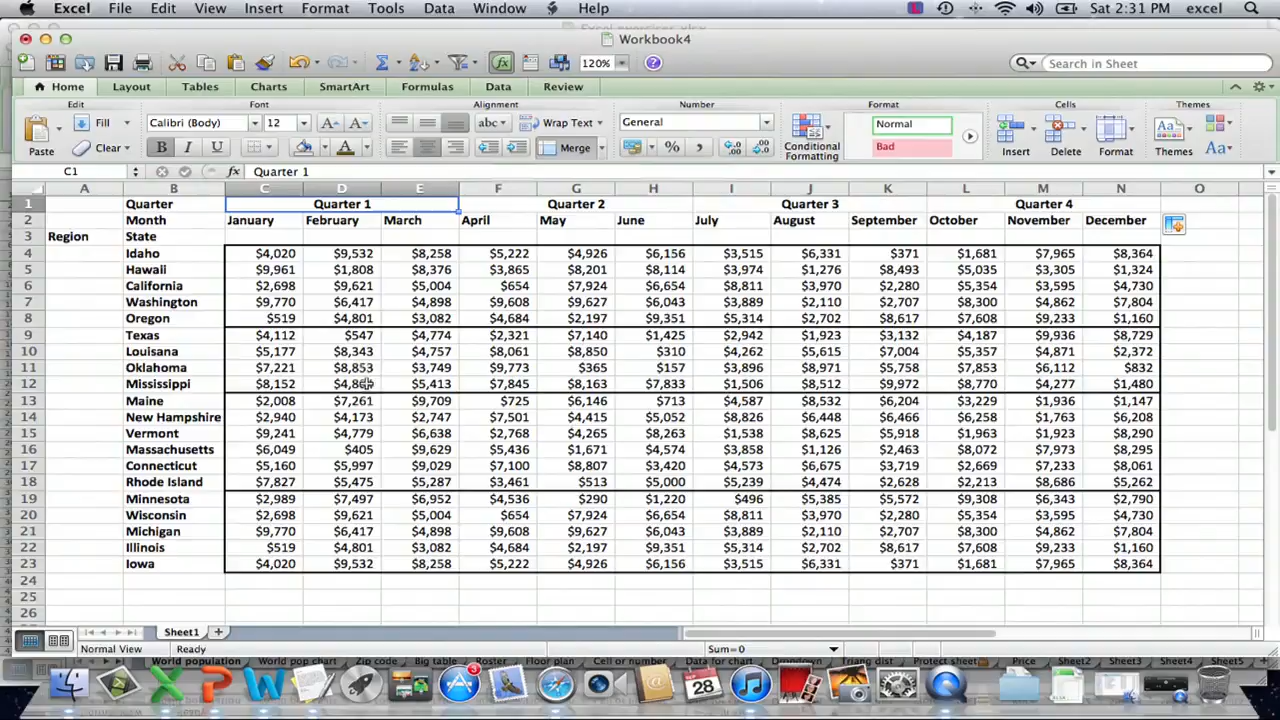 Excel File Edit View Insert Format Tools Data Window Help Sat 2:31 PM excel
Workbook4
120% Search in Sheet
Home Layout Tables Charts SmartArt Formulas Data Review
Edit Font Alignment Number Format Cells Themes
Paste Fill Clear Calibri (Body) 12 abc Wrap Text Merge General Conditional Formatting Normal Bad Insert Delete Format Themes Aa
C1 fx Quarter 1
A B C D E F G H I J K L M N O
1 Quarter Quarter 1 Quarter 2 Quarter 3 Quarter 4
2 Month January February March April May June July August September October November December
3 Region State
4 Idaho $4,020 $9,532 $8,258 $5,222 $4,926 $6,156 $3,515 $6,331 $371 $1,681 $7,965 $8,364
5 Hawaii $9,961 $1,808 $8,376 $3,865 $8,201 $8,114 $3,974 $1,276 $8,493 $5,035 $3,305 $1,324
6 California $2,698 $9,621 $5,004 $654 $7,924 $6,654 $8,811 $3,970 $2,280 $5,354 $3,595 $4,730
7 Washington $9,770 $6,417 $4,898 $9,608 $9,627 $6,043 $3,889 $2,110 $2,707 $8,300 $4,862 $7,804
8 Oregon $519 $4,801 $3,082 $4,684 $2,197 $9,351 $5,314 $2,702 $8,617 $7,608 $9,233 $1,160
9 Texas $4,112 $547 $4,774 $2,321 $7,140 $1,425 $2,942 $1,923 $3,132 $4,187 $9,936 $8,729
10 Louisana $5,177 $8,343 $4,757 $8,061 $8,850 $310 $4,262 $5,615 $7,004 $5,357 $4,871 $2,372
11 Oklahoma $7,221 $8,853 $3,749 $9,773 $365 $157 $3,896 $8,971 $5,758 $7,853 $6,112 $832
12 Mississippi $8,152 $5,413 $7,845 $8,163 $7,833 $1,506 $8,512 $9,972 $8,770 $4,277 $1,480
13 Maine $2,008 $7,261 $9,709 $725 $6,146 $713 $4,587 $8,532 $6,204 $3,229 $1,936 $1,147
14 New Hampshire $2,940 $4,173 $2,747 $7,501 $4,415 $5,052 $8,826 $6,448 $6,466 $6,258 $1,763 $6,208
15 Vermont $9,241 $4,779 $6,638 $2,768 $4,265 $8,263 $1,538 $8,625 $5,918 $1,963 $1,923 $8,290
16 Massachusetts $6,049 $405 $9,629 $5,436 $1,671 $4,574 $3,858 $1,126 $2,463 $8,072 $7,973 $8,295
17 Connecticut $5,160 $5,997 $9,029 $7,100 $8,807 $3,420 $4,573 $6,675 $3,719 $2,669 $7,233 $8,061
18 Rhode Island $7,827 $5,475 $5,287 $3,461 $513 $5,000 $5,239 $4,474 $2,628 $2,213 $8,686 $5,262
19 Minnesota $2,989 $7,497 $6,952 $4,536 $290 $1,220 $496 $5,385 $5,572 $9,308 $6,343 $2,790
20 Wisconsin $2,698 $9,621 $5,004 $654 $7,924 $6,654 $8,811 $3,970 $2,280 $5,354 $3,595 $4,730
21 Michigan $9,770 $6,417 $4,898 $9,608 $9,627 $6,043 $3,889 $2,110 $2,707 $8,300 $4,862 $7,804
22 Illinois $519 $4,801 $3,082 $4,684 $2,197 $9,351 $5,314 $2,702 $8,617 $7,608 $9,233 $1,160
23 Iowa $4,020 $9,532 $8,258 $5,222 $4,926 $6,156 $3,515 $6,331 $371 $1,681 $7,965 $8,364
24
25
26
Sheet1
Normal View Ready Sum=0
World population World pop chart Zip code Big table Roster Floor plan Cell or number Data for chart Dropdown Triang dist Protect sheet Price Sheet2 Sheet3 Sheet4 Sheet5
3 28